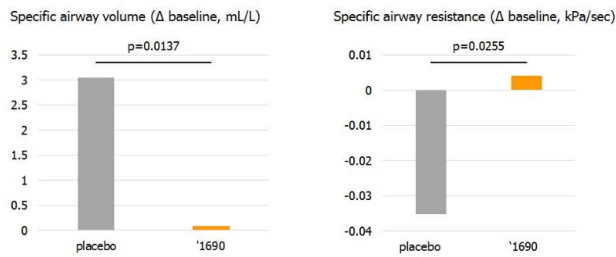 Specific airway volume (Δ baseline, mL/L)
p=0.0137
3.5
3
2.5
2
1.5
1
0.5
0
placebo
'1690
Specific airway resistance (Δ baseline, kPa/sec)
p=0.0255
0.01
0
-0.01
-0.02
-0.03
-0.04
placebo
'1690